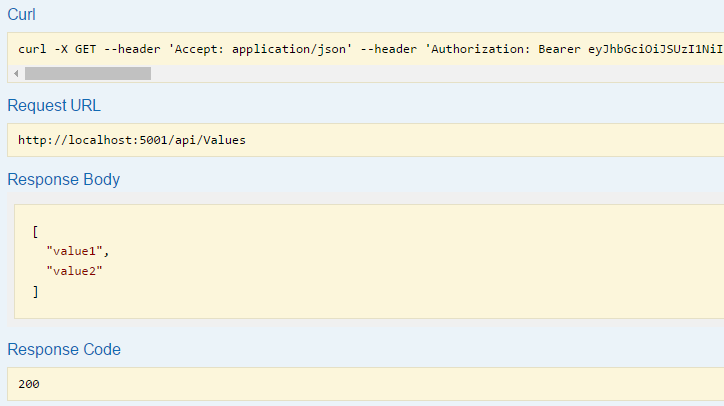 Curl
curl -X GET --header 'Accept: application/json' --header 'Authorization: Bearer eyJhbGciOiJSUzI1NiI
Request URL
http://localhost:5001/api/Values
Response Body
[
"value1",
"value2"
]
Response Code
200